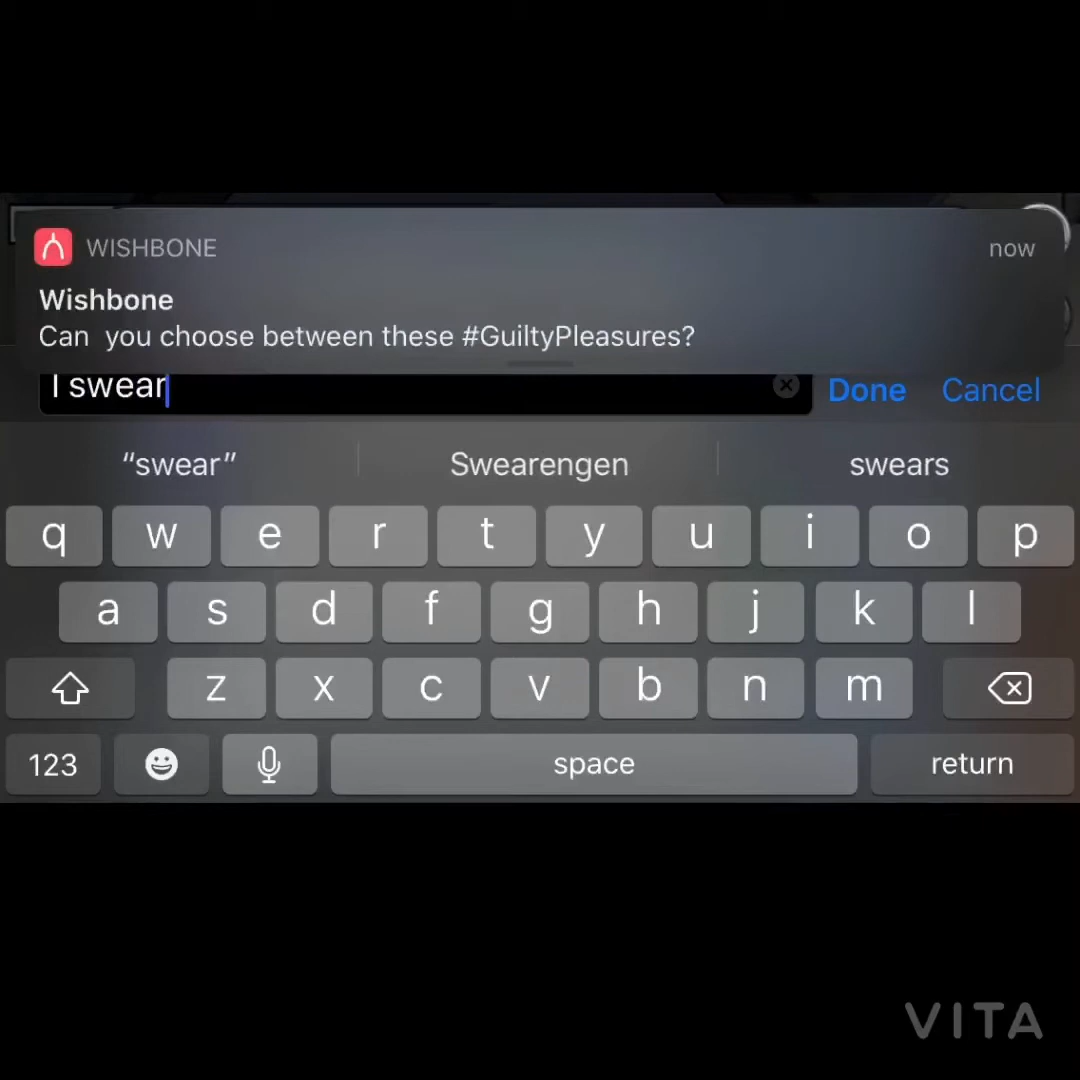 WISHBONE
now
Wishbone
Can  you choose between these #GuiltyPleasures?
I swear
Done
Cancel
“swear”
Swearengen
swears
q w e r t y u i o p
a s d f g h j k l
z x c v b n m
123
space
return
VITA